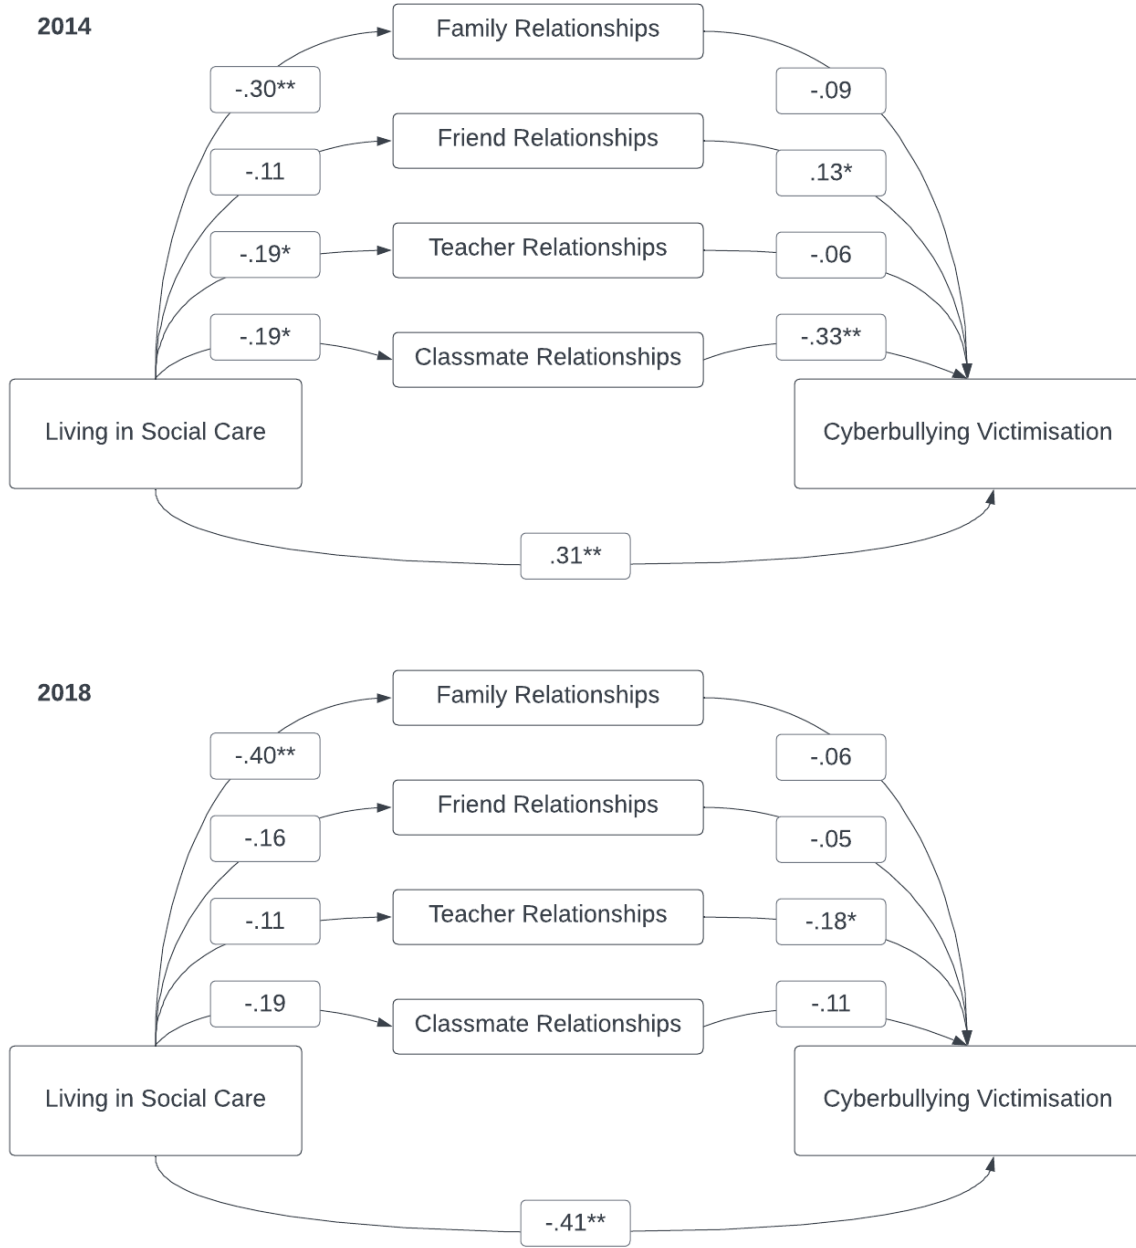 2014
Family Relationships
-.30**
-.09
Friend Relationships
-.11
.13*
Teacher Relationships
-.19*
-.06
Classmate Relationships
-.19*
-.33**
Living in Social Care
Cyberbullying Victimisation
.31**
2018
Family Relationships
-.40**
-.06
Friend Relationships
-.16
-.05
Teacher Relationships
-.11
-.18*
Classmate Relationships
-.19
-.11
Living in Social Care
Cyberbullying Victimisation
-.41**